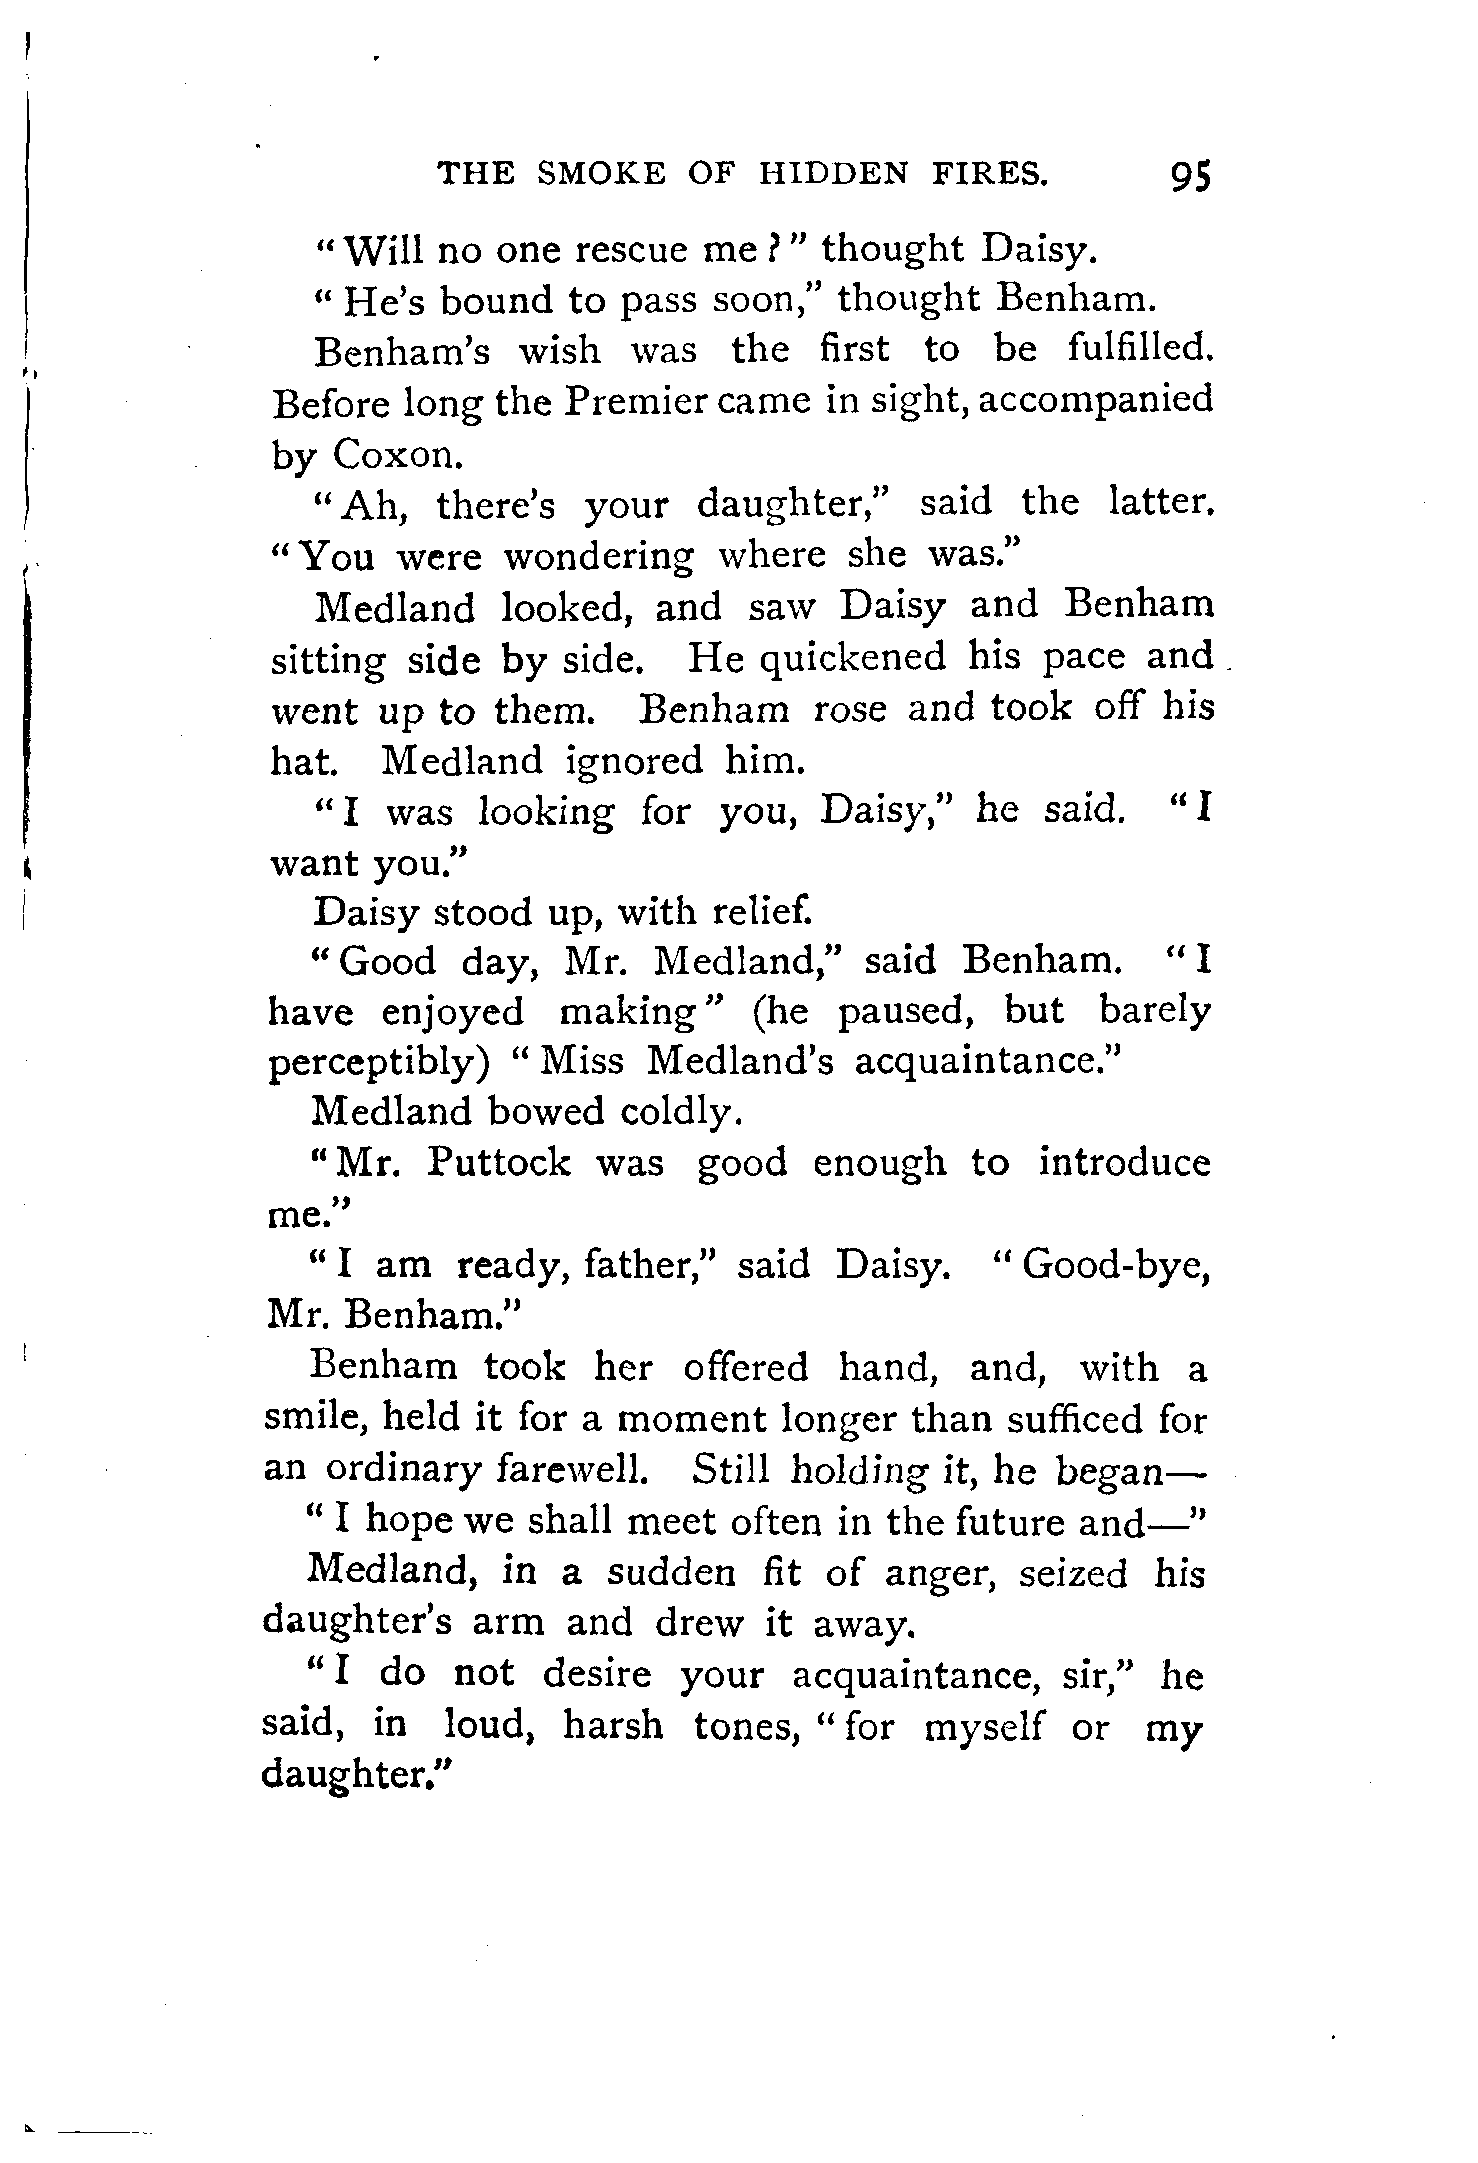 THE SMOKE OF HIDDEN FIRES. 95
"Will no one rescue me?" thought Daisy.
"He's bound to pass soon," thought Benham.
Benham's wish was the first to be fulfilled.
Before long the Premier came in sight, accompanied
by Coxon.
"Ah, there's your daughter," said the latter.
"You were wondering where she was."
Medland looked, and saw Daisy and Benham
sitting side by side. He quickened his pace and
went up to them. Benham rose and took off his
hat. Medland ignored him.
"I was looking for you, Daisy," he said. "I
want you."
Daisy stood up, with relief.
"Good day, Mr. Medland," said Benham. "I
have enjoyed making" (he paused, but barely
perceptibly) "Miss Medland's acquaintance."
Medland bowed coldly.
"Mr. Puttock was good enough to introduce
me."
"I am ready, father," said Daisy. "Good-bye,
Mr. Benham."
Benham took her offered hand, and, with a
smile, held it for a moment longer than sufficed for
an ordinary farewell. Still holding it, he began—
"I hope we shall meet often in the future and—"
Medland, in a sudden fit of anger, seized his
daughter's arm and drew it away.
"I do not desire your acquaintance, sir," he
said, in loud, harsh tones, "for myself or my
daughter."